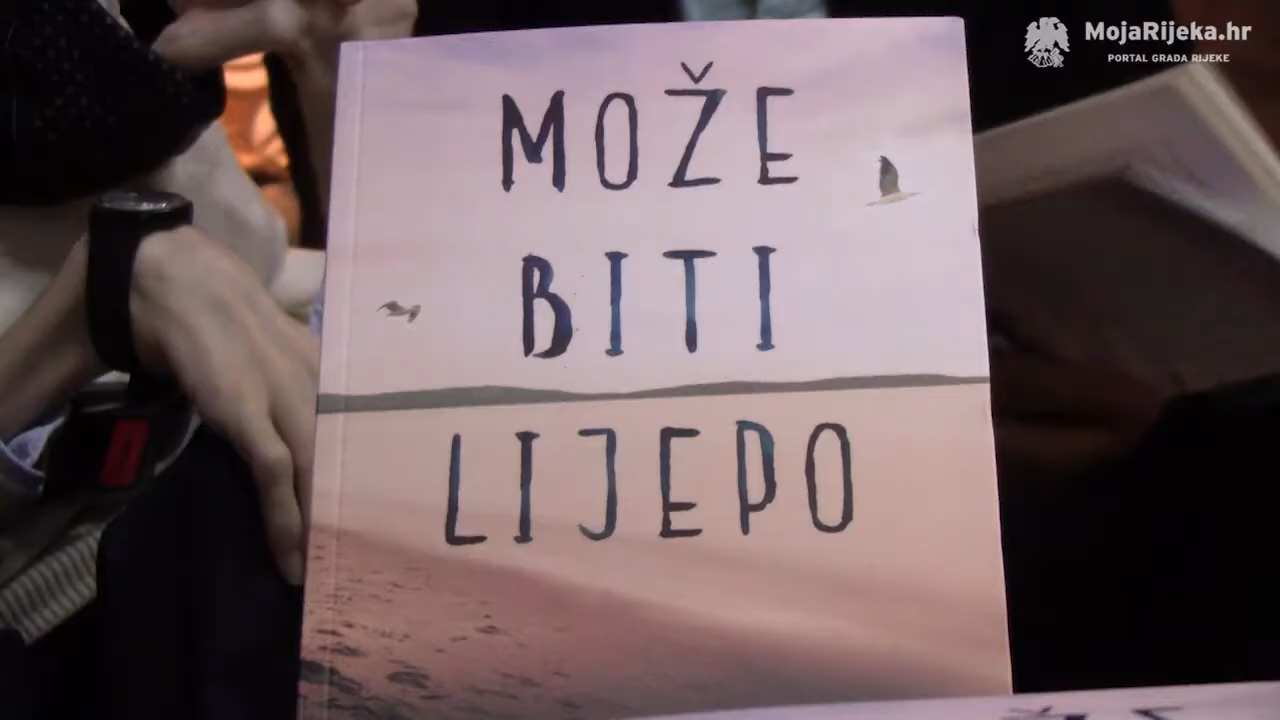 MojaRijeka.hr
PORTAL GRADA RIJEKE
MOŽE
BITI
LIJEPO